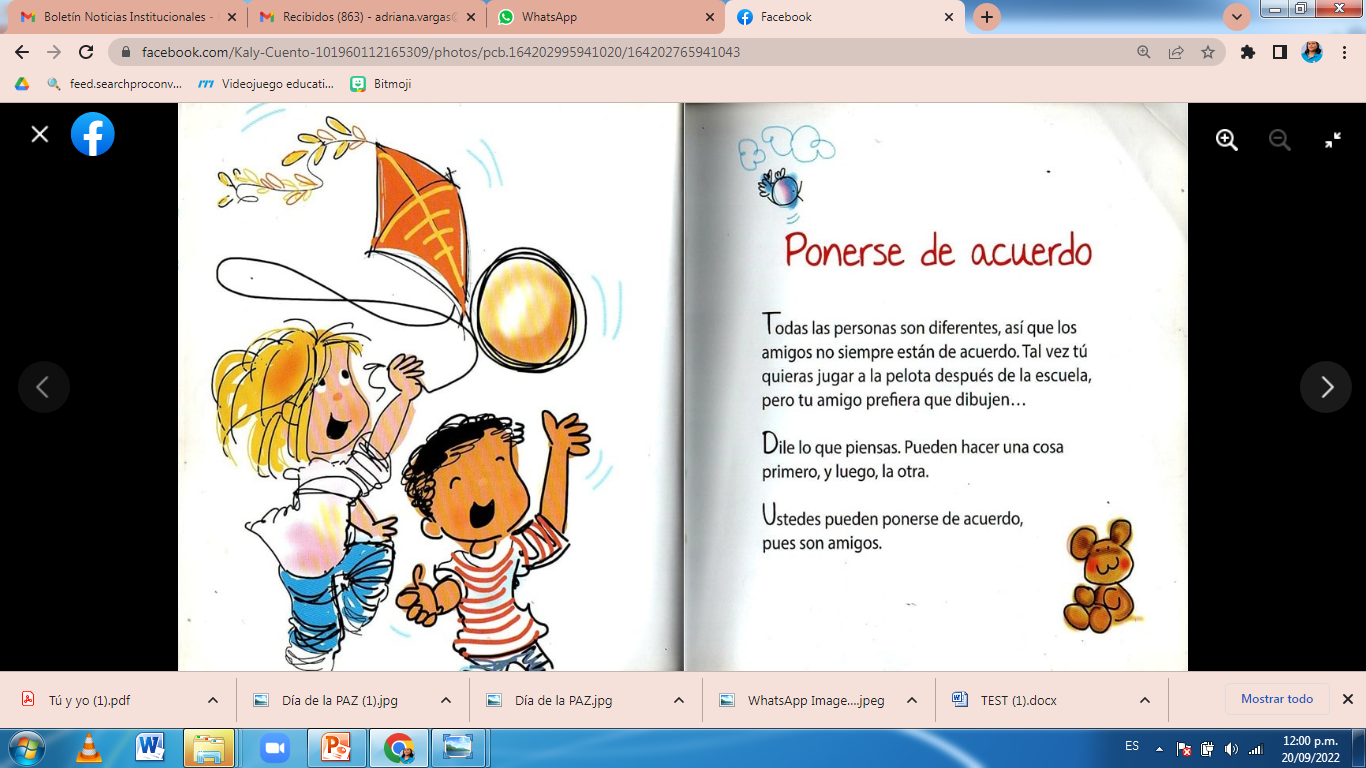 Boletín Noticias Institucionales -
Recibidos (863) - adriana.vargas@
WhatsApp
Facebook
facebook.com/Kaly-Cuento-101960112165309/photos/pcb.164202995941020/164202765941043
feed.searchproconv...
Videojuego educati...
Bitmoji
Ponerse de acuerdo
Todas las personas son diferentes, así que los
amigos no siempre están de acuerdo. Tal vez tú
quieras jugar a la pelota después de la escuela,
pero tu amigo prefiera que dibujen...
Dile lo que piensas. Pueden hacer una cosa
primero, y luego, la otra.
Ustedes pueden ponerse de acuerdo,
pues son amigos.
Tú y yo (1).pdf
Día de la PAZ (1).jpg
Día de la PAZ.jpg
WhatsApp Image....jpeg
TEST (1).docx
Mostrar todo
ES
12:00 p.m.
20/09/2022